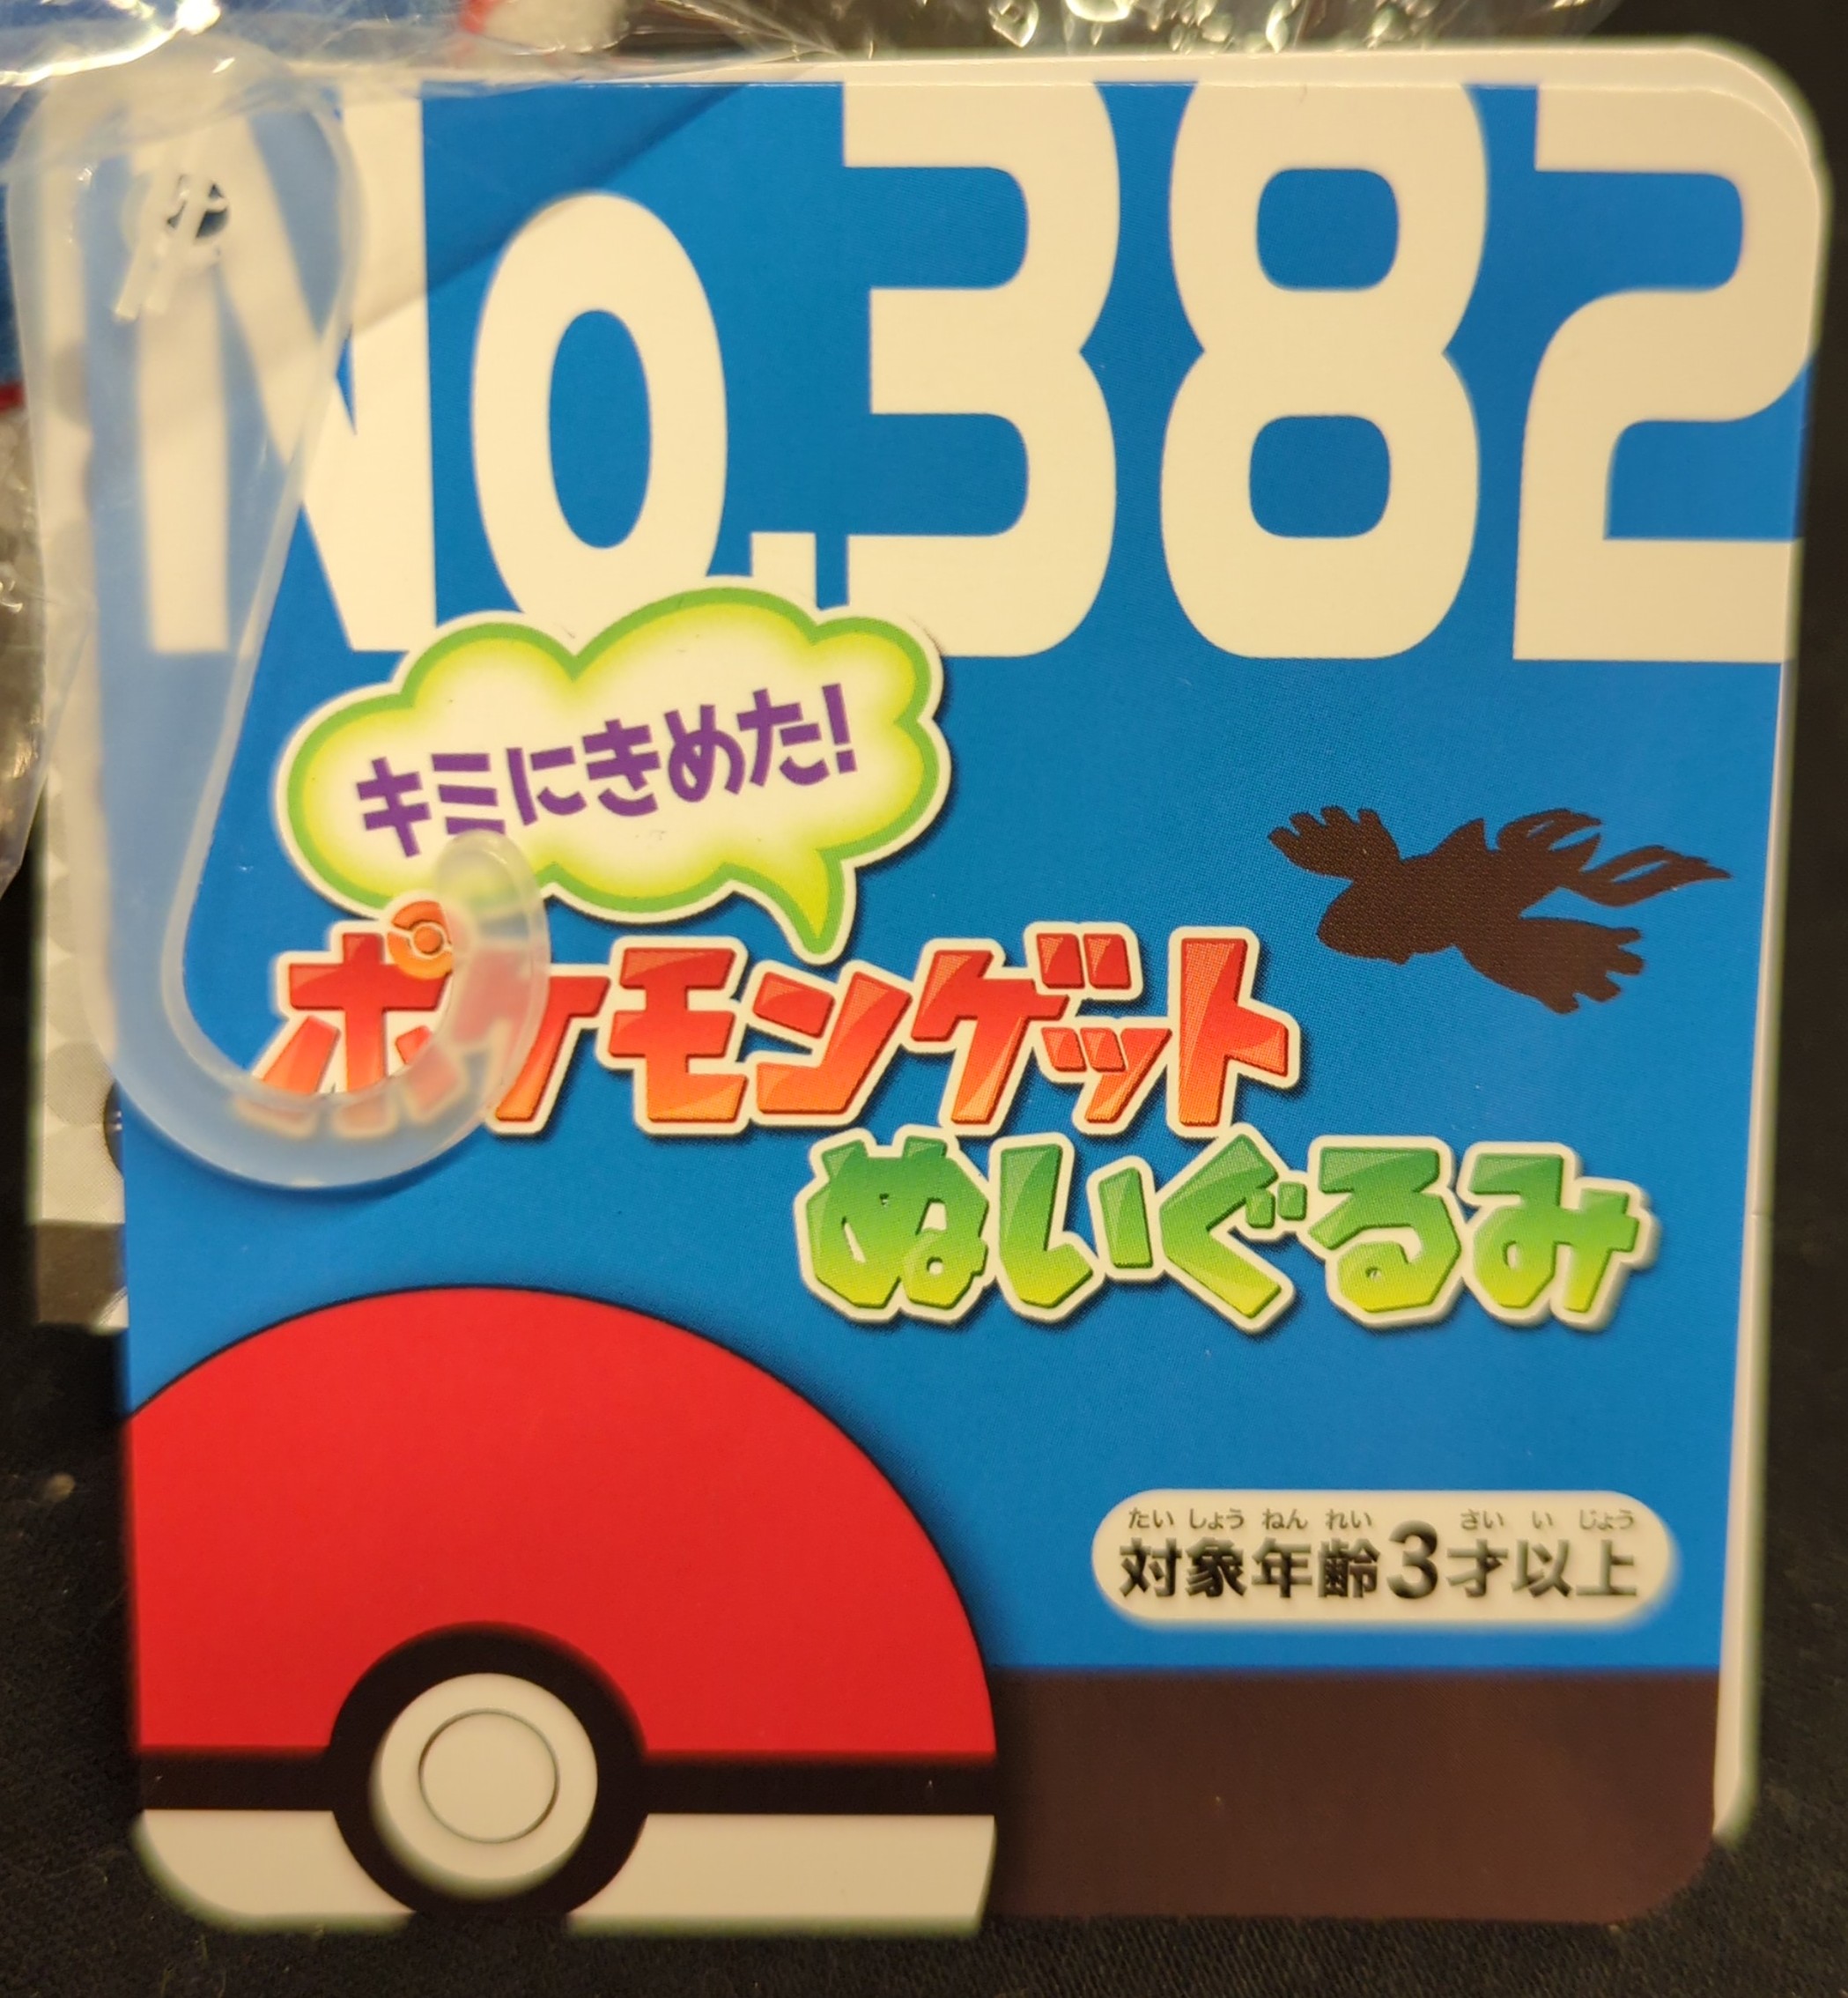 No.382
キミにきめた!
ポケモンゲット
ぬいぐるみ
たいしょうねんれい さいいじょう
対象年齢3才以上